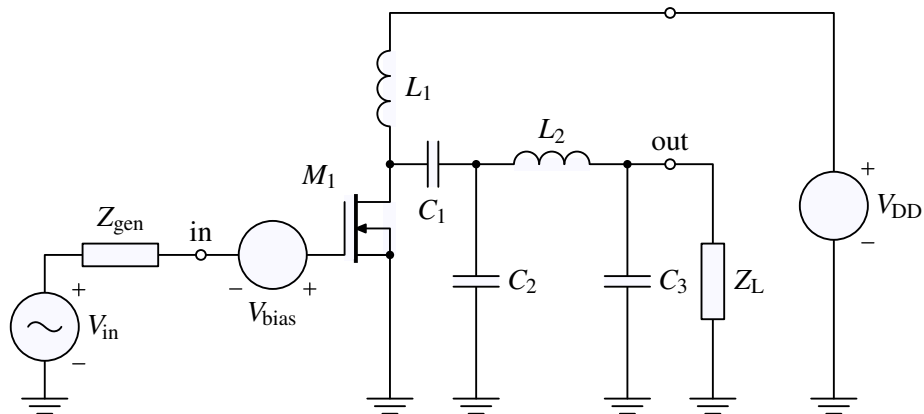 L1
L2
out
M1
C1
VDD
Zgen
in
+
−
Vbias
+
−
C2
C3
ZL
+
Vin
−
+
−